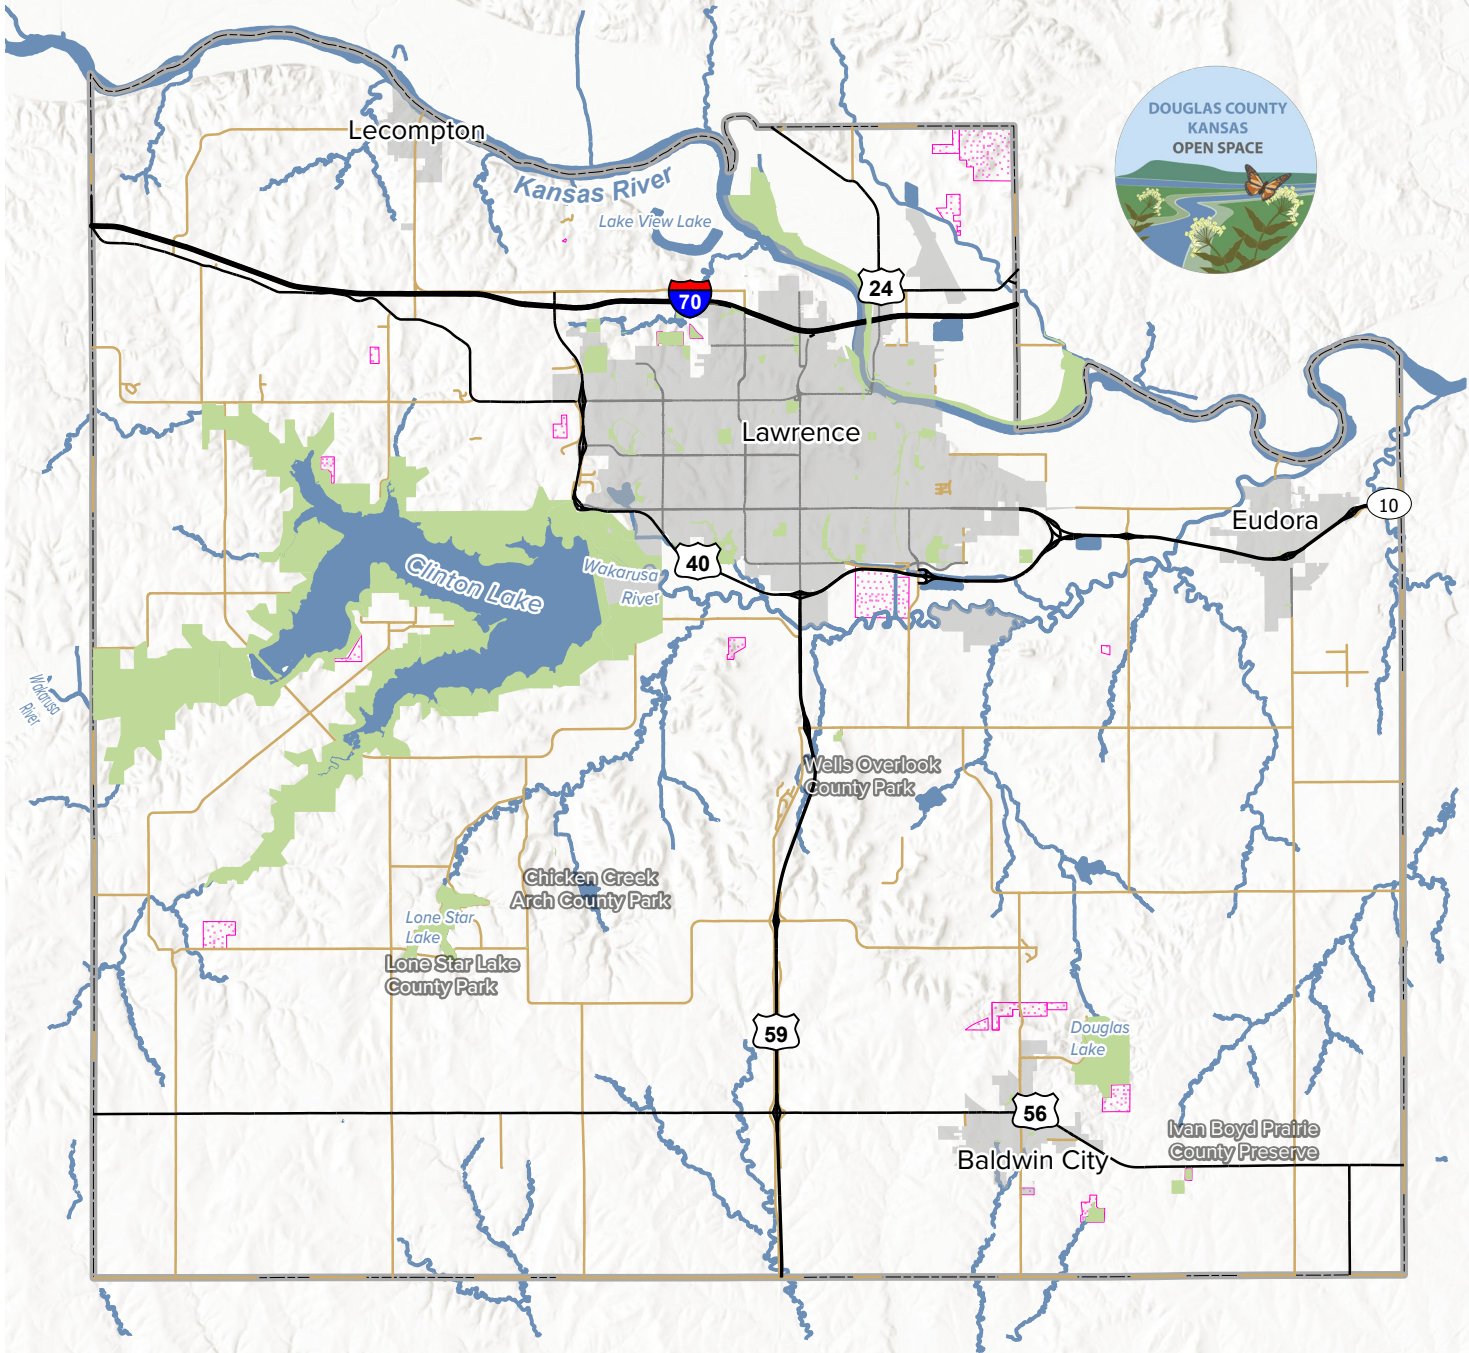 DOUGLAS COUNTY
KANSAS
OPEN SPACE
Lecompton
Kansas River
Lake View Lake
24
70
Lawrence
10
Eudora
40
Clinton Lake
Wakarusa
River
Wakarusa
River
Wells Overlook
County Park
Chicken Creek
Arch County Park
Lone Star
Lake
Lone Star Lake
County Park
59
Douglas
Lake
56
Ivan Boyd Prairie
County Preserve
Baldwin City